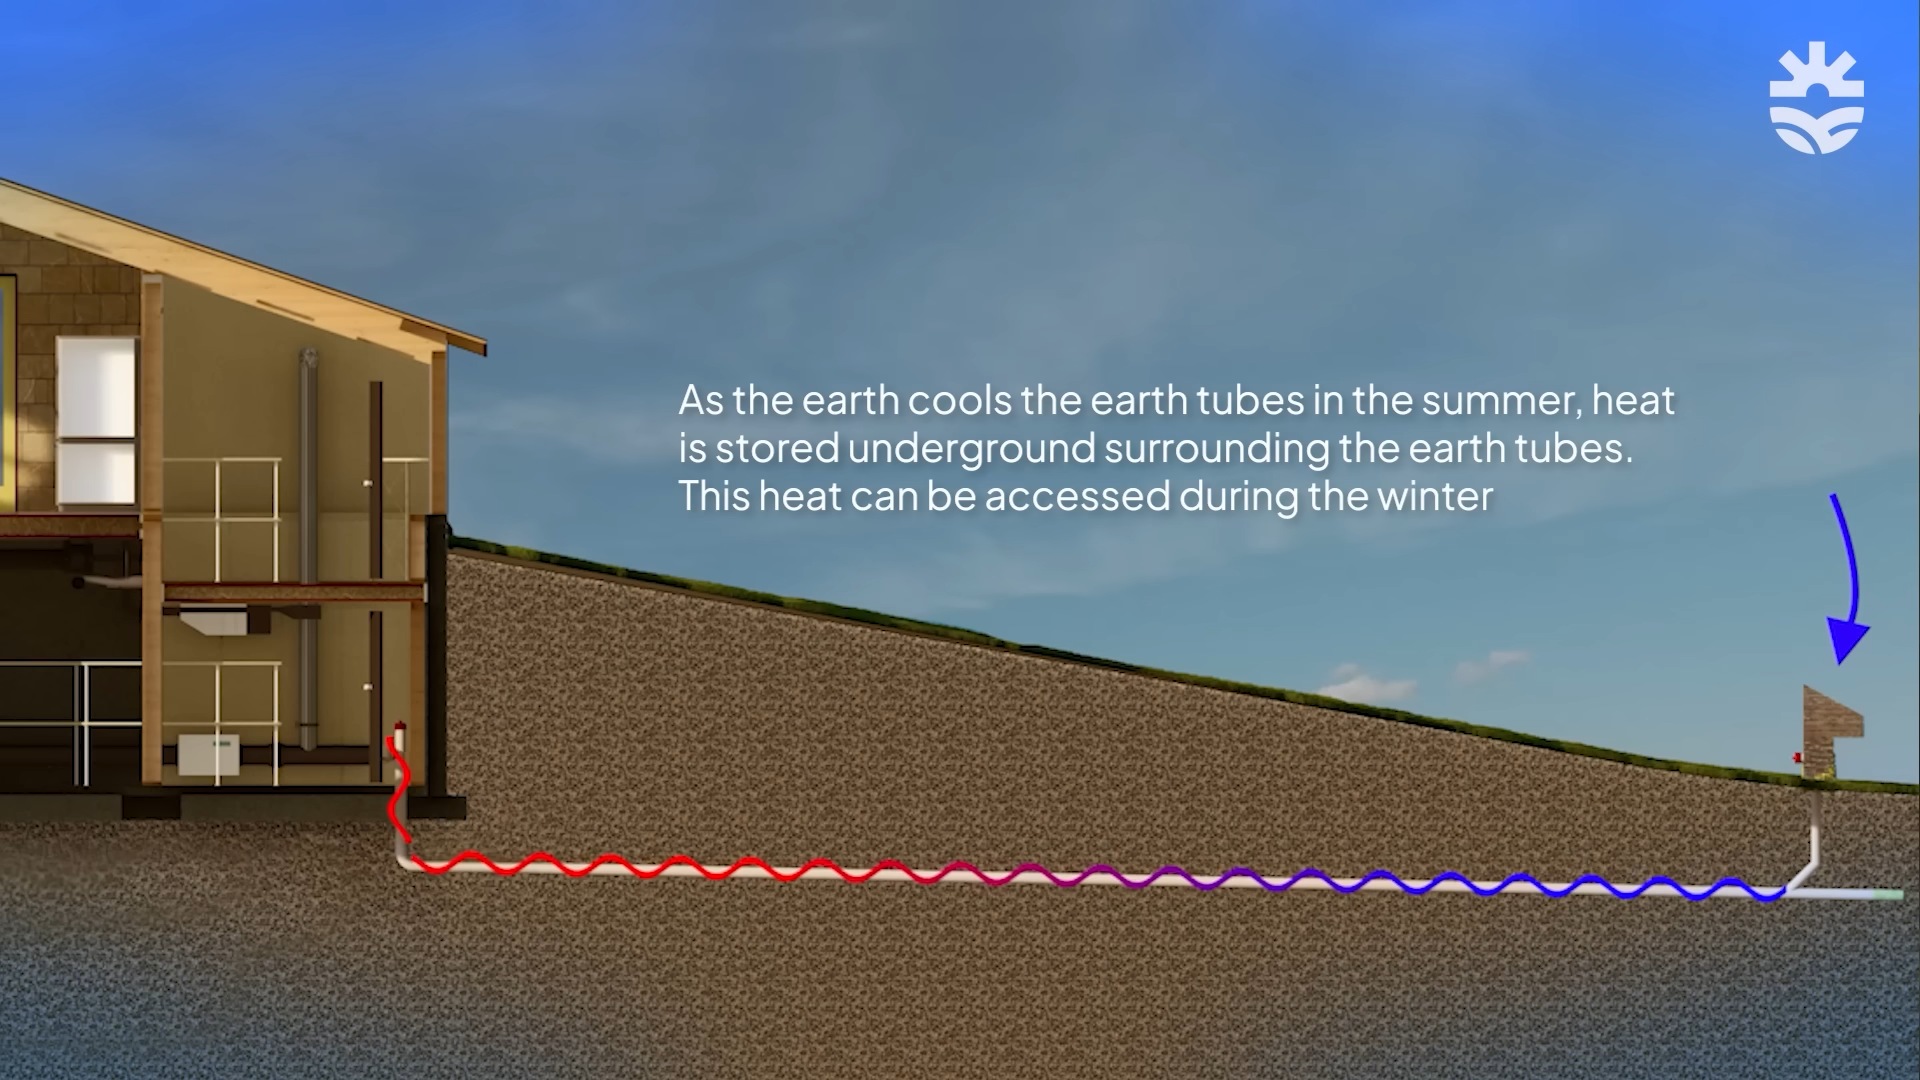 As the earth cools the earth tubes in the summer, heat
is stored underground surrounding the earth tubes.
This heat can be accessed during the winter